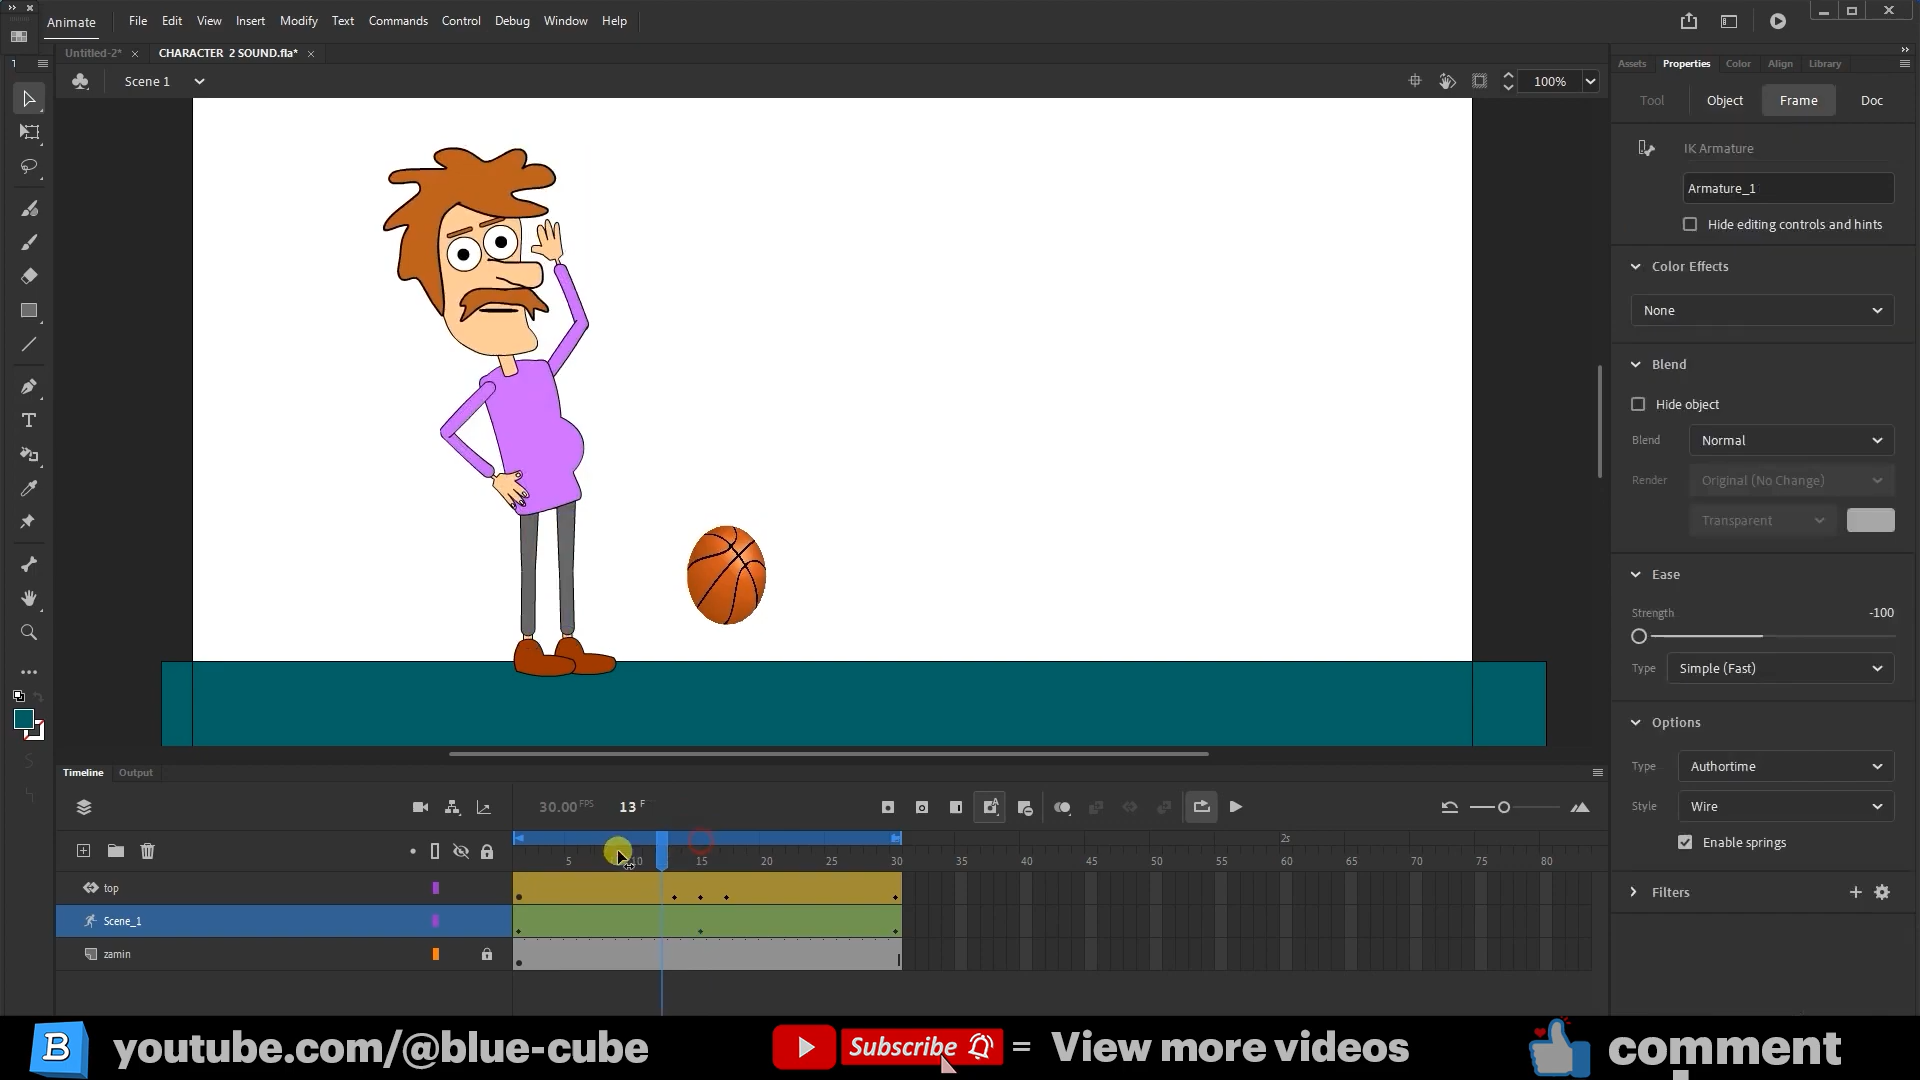 Animate File Edit View Insert Modify Text Commands Control Debug Window Help
Untitled-2* × CHARACTER 2 SOUND.fla* ×
Scene 1 100%
Assets Properties Color Align Library
Tool Object Frame Doc
IK Armature
Armature_1
Hide editing controls and hints
Color Effects
None
Blend
Hide object
Blend Normal
Render Original (No Change)
Transparent
Ease
Strength -100
Type Simple (Fast)
Options
Type Authortime
Style Wire
Enable springs
Filters
Timeline Output
30.00 FPS 13 F
2s
5 10 15 20 25 30 35 40 45 50 55 60 65 70 75 80
top
Scene_1
zamin
B youtube.com/@blue-cube Subscribe = View more videos comment